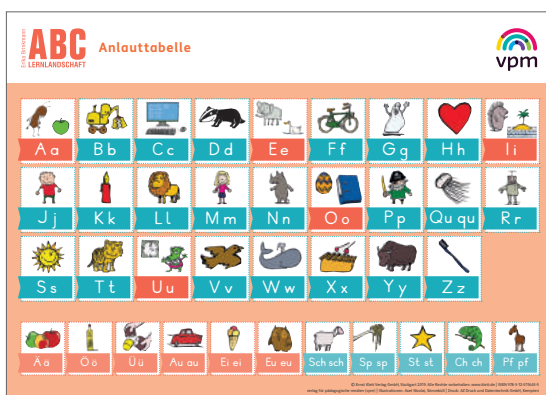 Erika Brinkmann
ABC
LERNLANDSCHAFT
Anlauttabelle
vpm
Aa Bb Cc Dd Ee Ff Gg Hh Ii
Jj Kk Ll Mm Nn Oo Pp Qu qu Rr
Ss Tt Uu Vv Ww Xx Yy Zz
Ää Öö Üü Au au Ei ei Eu eu Sch sch Sp sp St st Ch ch Pf pf